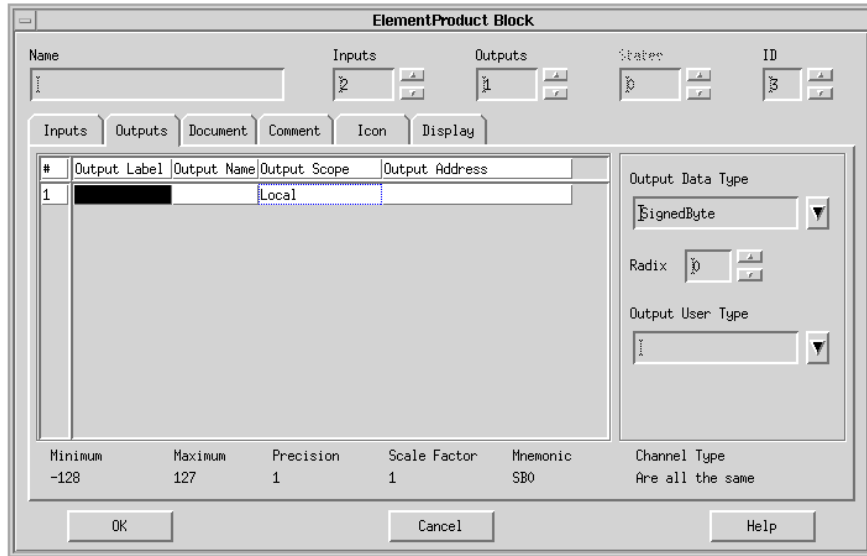 ElementProduct Block
Name Inputs Outputs States ID
2 1 0 3
Inputs Outputs Document Comment Icon Display
# Output Label Output Name Output Scope Output Address
1 Local
Output Data Type
SignedByte
Radix 0
Output User Type
Minimum Maximum Precision Scale Factor Mnemonic Channel Type
-128 127 1 1 SB0 Are all the same
OK Cancel Help